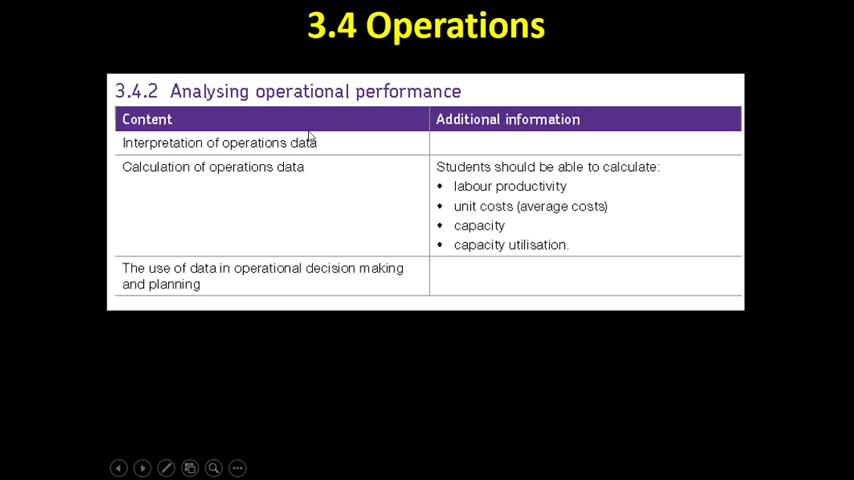 3.4 Operations
3.4.2 Analysing operational performance
Content
Additional information
Interpretation of operations data
Calculation of operations data
Students should be able to calculate:
• labour productivity
• unit costs (average costs)
• capacity
• capacity utilisation.
The use of data in operational decision making
and planning